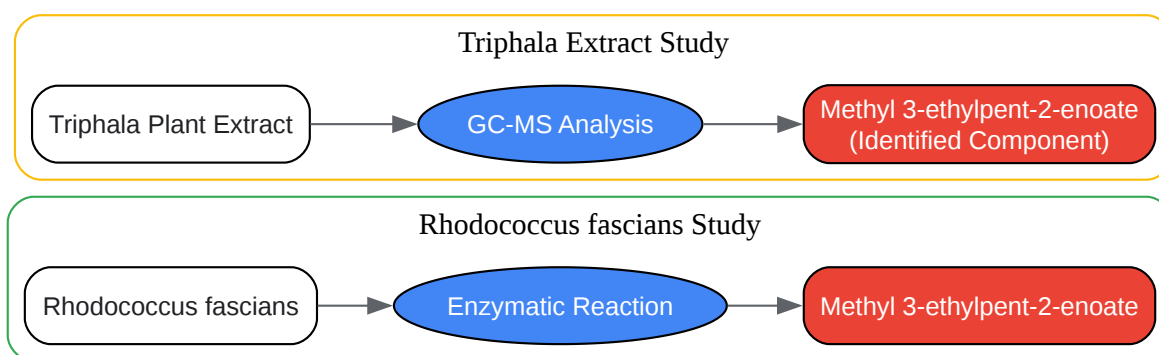 Triphala Extract Study
Triphala Plant Extract
GC-MS Analysis
Methyl 3-ethylpent-2-enoate
(Identified Component)
Rhodococcus fascians Study
Rhodococcus fascians
Enzymatic Reaction
Methyl 3-ethylpent-2-enoate